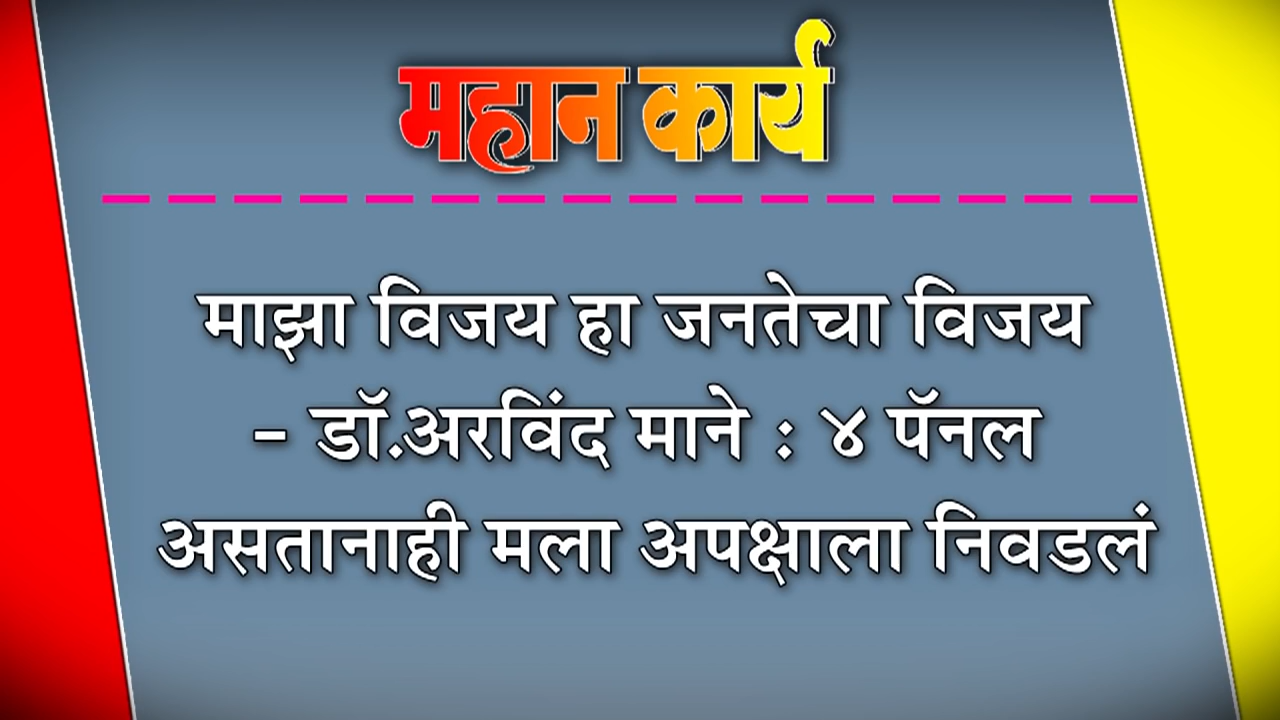 महान कार्य
माझा विजय हा जनतेचा विजय
- डॉ.अरविंद माने : ४ पॅनल
असतानाही मला अपक्षाला निवडलं